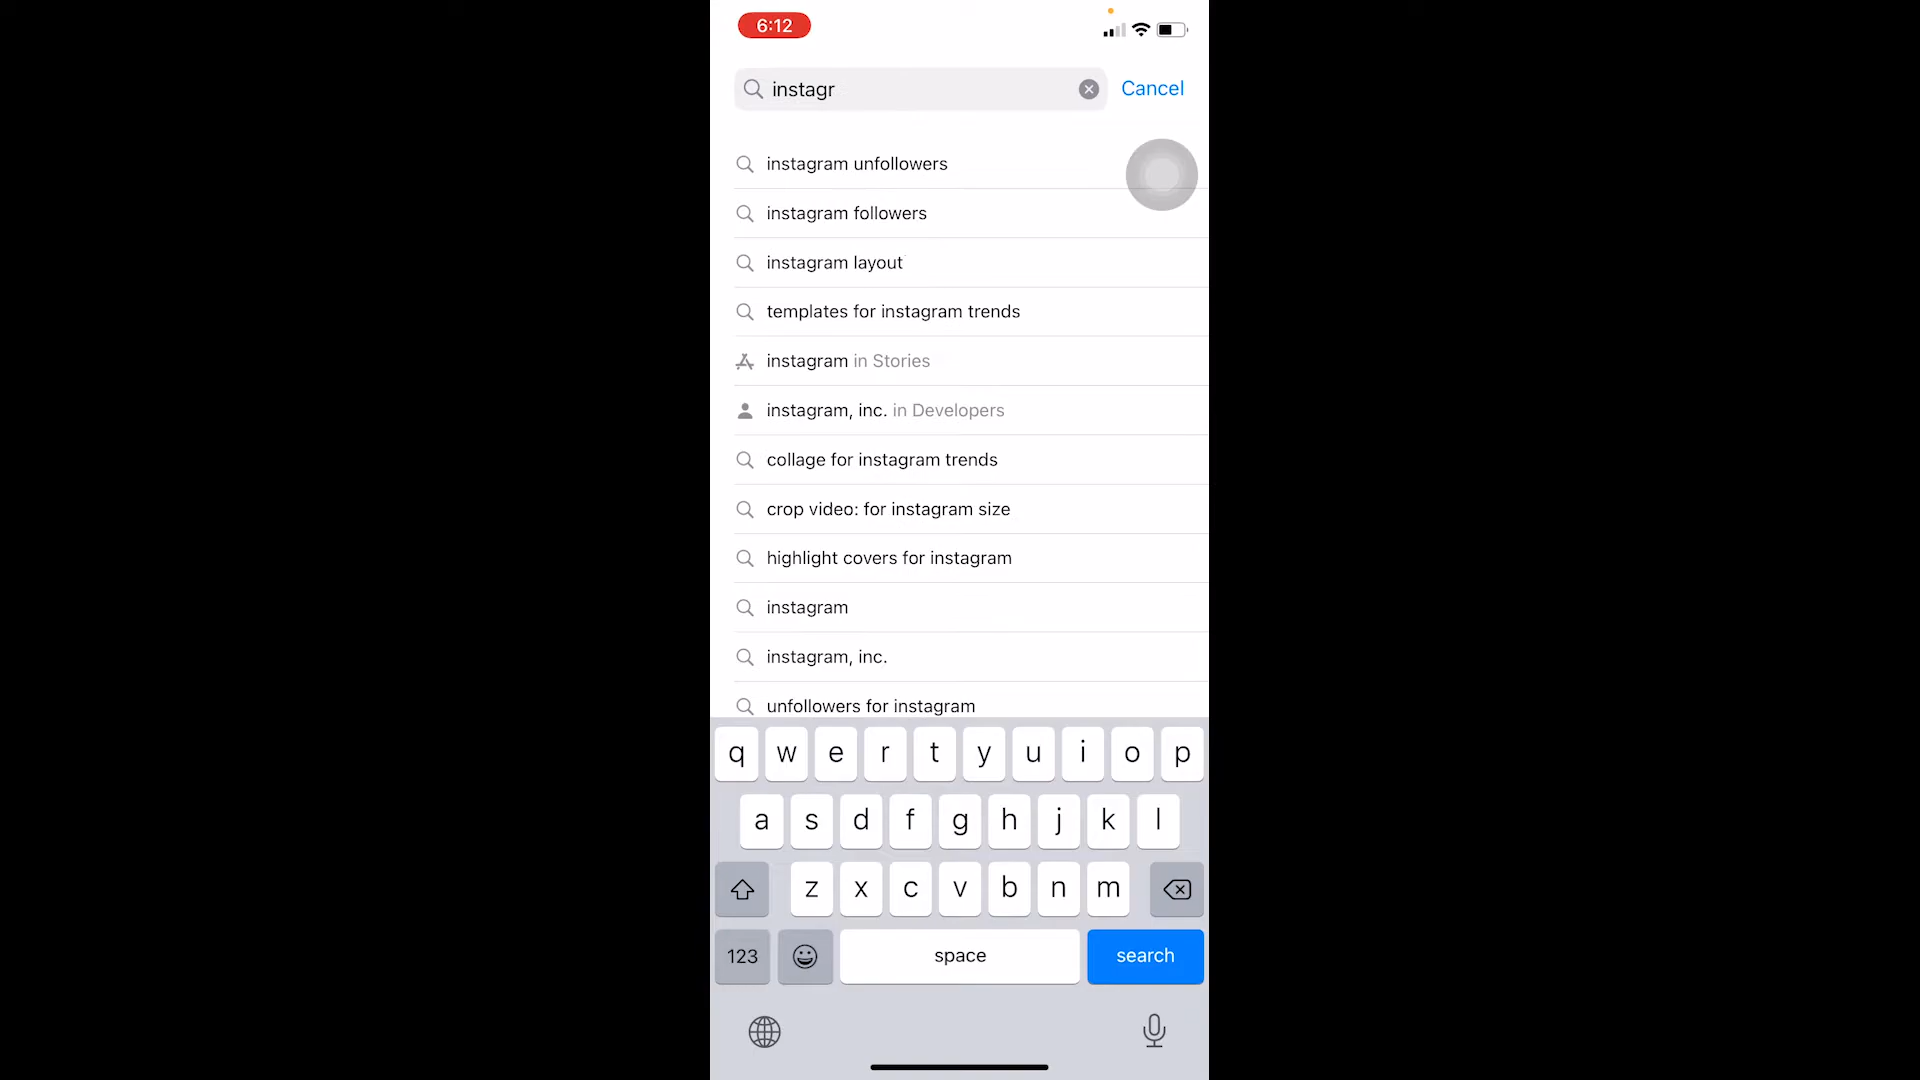 6:12
instagr
Cancel
instagram unfollowers
instagram followers
instagram layout
templates for instagram trends
instagram in Stories
instagram, inc. in Developers
collage for instagram trends
crop video: for instagram size
highlight covers for instagram
instagram
instagram, inc.
unfollowers for instagram
q w e r t y u i o p
a s d f g h j k l
z x c v b n m
123 space search